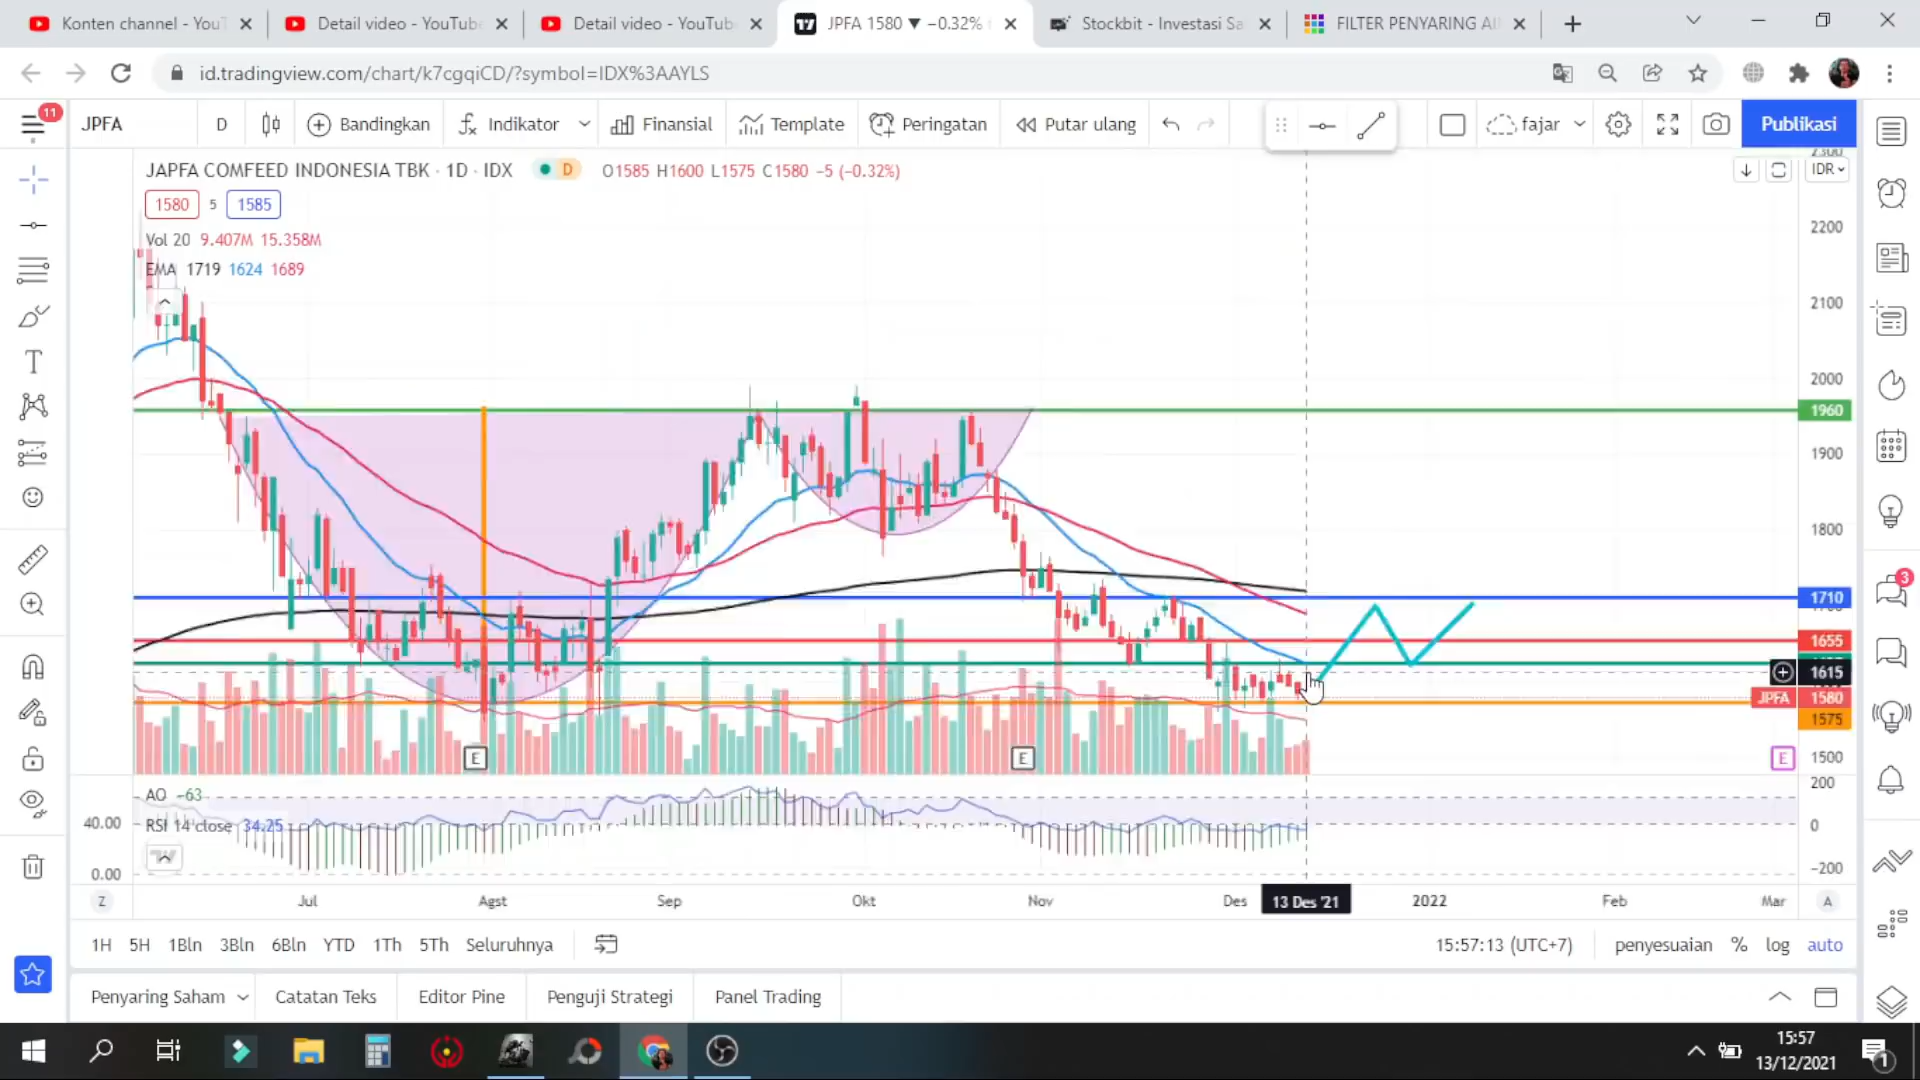 Konten channel - YouT
Detail video - YouTube
Detail video - YouTub
JPFA 1580 ▼ −0.32%
Stockbit - Investasi Sa
FILTER PENYARING AI
id.tradingview.com/chart/k7cgqiCD/?symbol=IDX%3AAYLS
11
JPFA
D
Bandingkan
Indikator
Finansial
Template
Peringatan
Putar ulang
fajar
Publikasi
JAPFA COMFEED INDONESIA TBK · 1D · IDX
D
O1585 H1600 L1575 C1580 −5 (−0.32%)
IDR
1580 5 1585
Vol 20 9.407M 15.358M
EMA 1719 1624 1689
2300
2200
2100
2000
1960
1900
1800
1710
1655
1615
JPFA 1580
1575
1500
E
E
E
3
AO −63
RSI 14 close 34.25
40.00
0.00
200
0
−200
Z
Jul
Agst
Sep
Okt
Nov
Des
13 Des '21
2022
Feb
Mar
A
1H 5H 1Bln 3Bln 6Bln YTD 1Th 5Th Seluruhnya
15:57:13 (UTC+7)
penyesuaian % log auto
Penyaring Saham
Catatan Teks
Editor Pine
Penguji Strategi
Panel Trading
15:57
13/12/2021
1